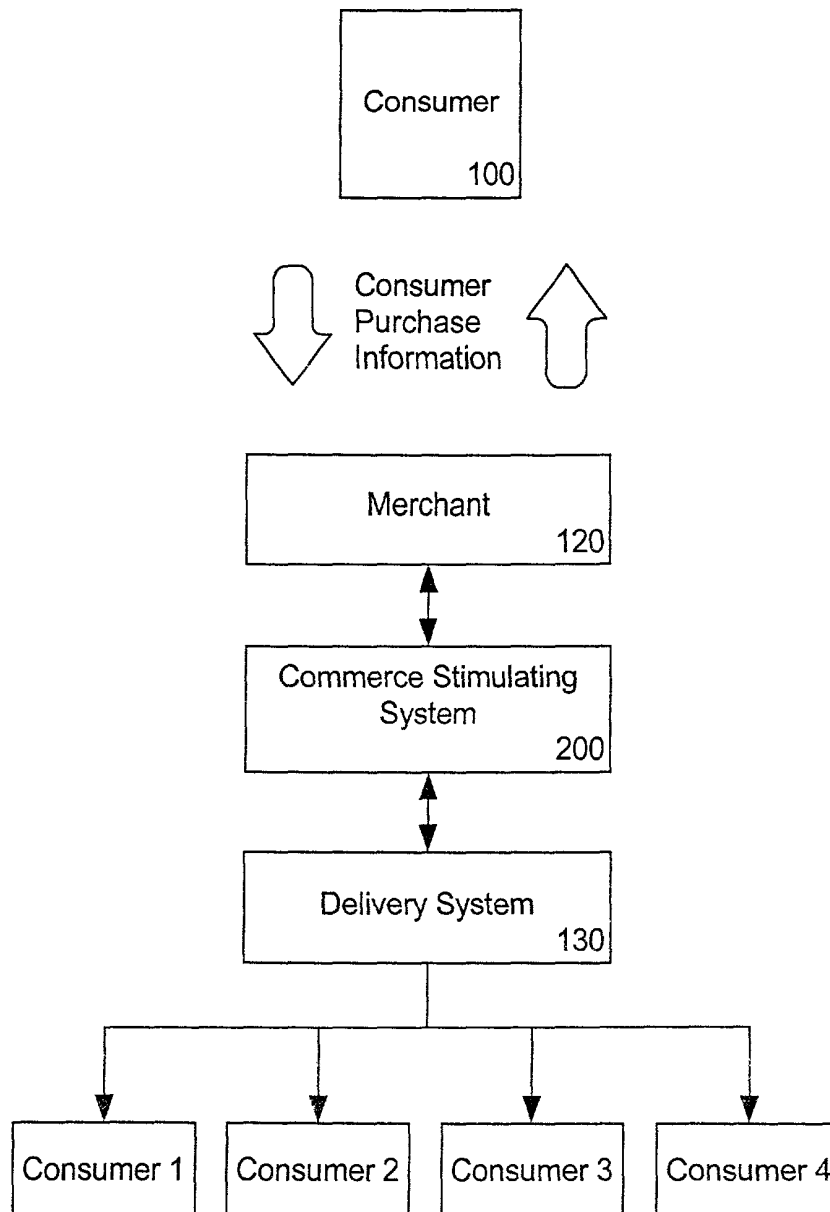 Consumer
100
Consumer
Purchase
Information
Merchant
120
Commerce Stimulating
System
200
Delivery System
130
Consumer 1
Consumer 2
Consumer 3
Consumer 4